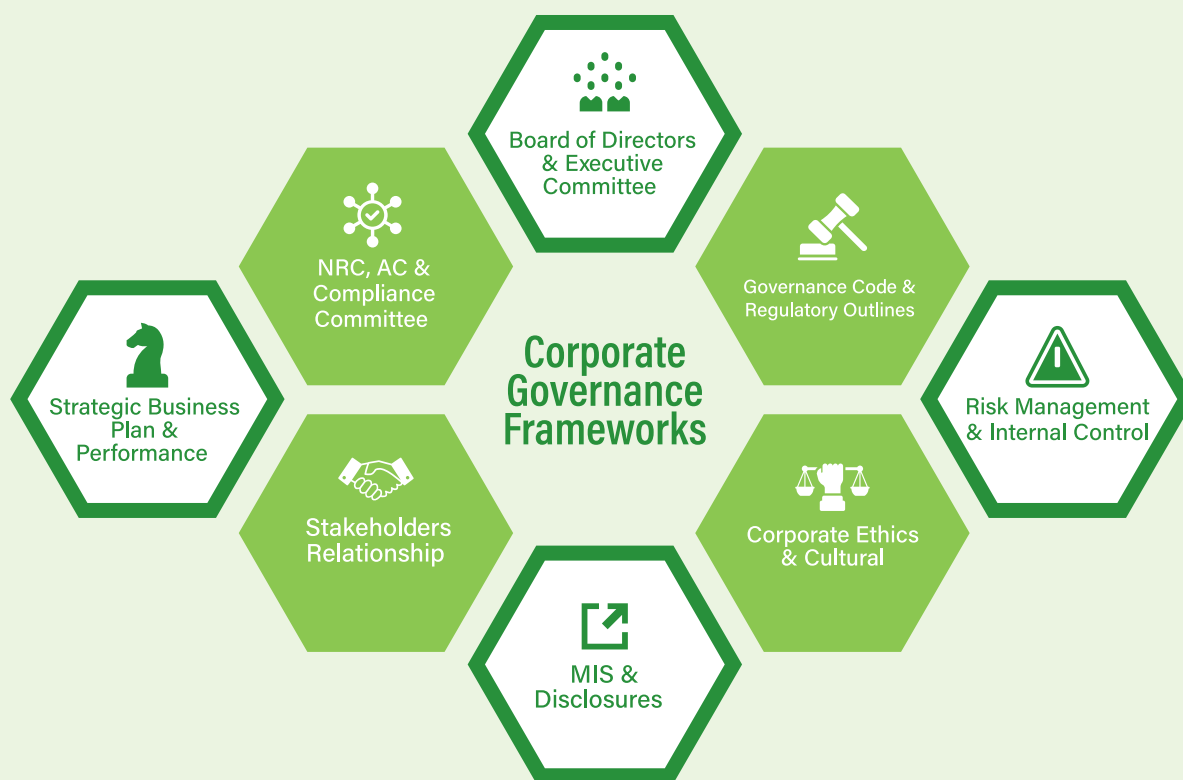 Board of Directors
& Executive
Committee
NRC, AC &
Compliance
Committee
Governance Code &
Regulatory Outlines
Corporate
Governance
Frameworks
Strategic Business
Plan &
Performance
Risk Management
& Internal Control
Stakeholders
Relationship
Corporate Ethics
& Cultural
MIS &
Disclosures